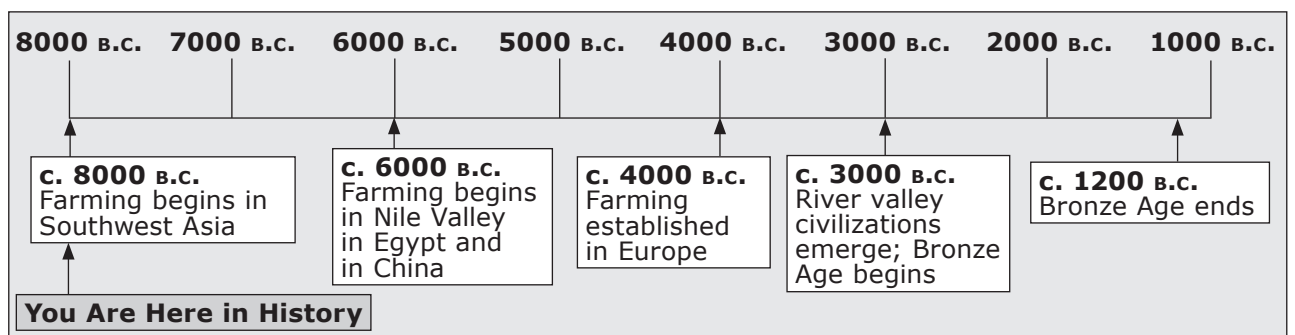 8000 B.C. 7000 B.C. 6000 B.C. 5000 B.C. 4000 B.C. 3000 B.C. 2000 B.C. 1000 B.C.
c. 8000 B.C.
Farming begins in
Southwest Asia
c. 6000 B.C.
Farming begins
in Nile Valley
in Egypt and
in China
c. 4000 B.C.
Farming
established
in Europe
c. 3000 B.C.
River valley
civilizations
emerge; Bronze
Age begins
c. 1200 B.C.
Bronze Age ends
You Are Here in History